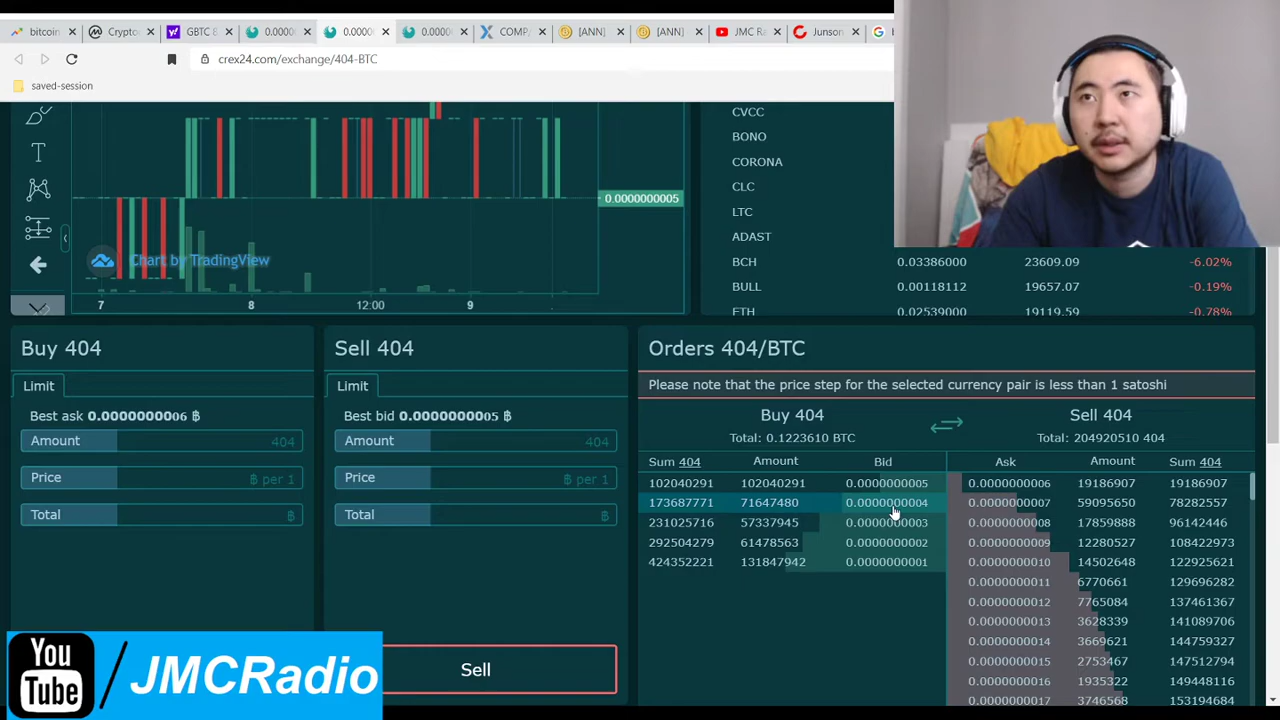 bitcoin
Crypto
GBTC 8
0.0000
0.0000
0.0000
COMP,
[ANN]
[ANN]
JMC Ra
Junson
crex24.com/exchange/404-BTC
saved-session
T
0.0000000005
Chart by TradingView
7 8 12:00 9
CVCC
BONO
CORONA
CLC
LTC
ADAST
BCH 0.03386000 23609.09 -6.02%
BULL 0.00118112 19657.07 -0.19%
ETH 0.02539000 19119.59 -0.78%
Buy 404
Limit
Best ask 0.0000000006 ฿
Amount 404
Price ฿ per 1
Total ฿
Sell 404
Limit
Best bid 0.0000000005 ฿
Amount 404
Price ฿ per 1
Total ฿
Sell
Orders 404/BTC
Please note that the price step for the selected currency pair is less than 1 satoshi
Buy 404 Sell 404
Total: 0.1223610 BTC Total: 204920510 404
Sum 404 Amount Bid Ask Amount Sum 404
102040291 102040291 0.0000000005 0.0000000006 19186907 19186907
173687771 71647480 0.0000000004 0.0000000007 59095650 78282557
231025716 57337945 0.0000000003 0.0000000008 17859888 96142446
292504279 61478563 0.0000000002 0.0000000009 12280527 108422973
424352221 131847942 0.0000000001 0.0000000010 14502648 122925621
0.0000000011 6770661 129696282
0.0000000012 7765084 137461367
0.0000000013 3628339 141089706
0.0000000014 3669621 144759327
0.0000000015 2753467 147512794
0.0000000016 1935322 149448116
0.0000000017 3746568 153194684
You
Tube
/JMCRadio